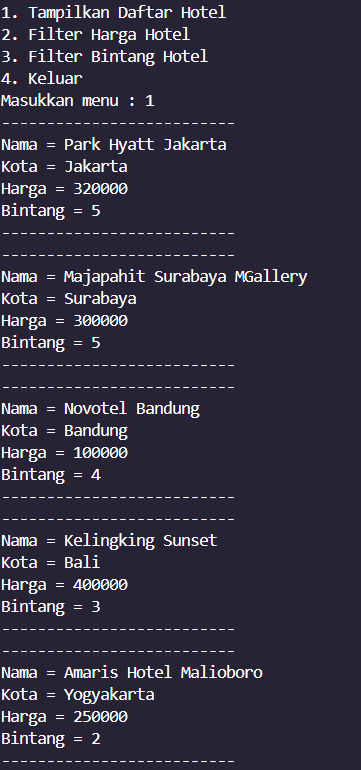 1. Tampilkan Daftar Hotel
2. Filter Harga Hotel
3. Filter Bintang Hotel
4. Keluar
Masukkan menu : 1
--------------------------
Nama = Park Hyatt Jakarta
Kota = Jakarta
Harga = 320000
Bintang = 5
--------------------------
--------------------------
Nama = Majapahit Surabaya MGallery
Kota = Surabaya
Harga = 300000
Bintang = 5
--------------------------
--------------------------
Nama = Novotel Bandung
Kota = Bandung
Harga = 100000
Bintang = 4
--------------------------
--------------------------
Nama = Kelingking Sunset
Kota = Bali
Harga = 400000
Bintang = 3
--------------------------
--------------------------
Nama = Amaris Hotel Malioboro
Kota = Yogyakarta
Harga = 250000
Bintang = 2
--------------------------